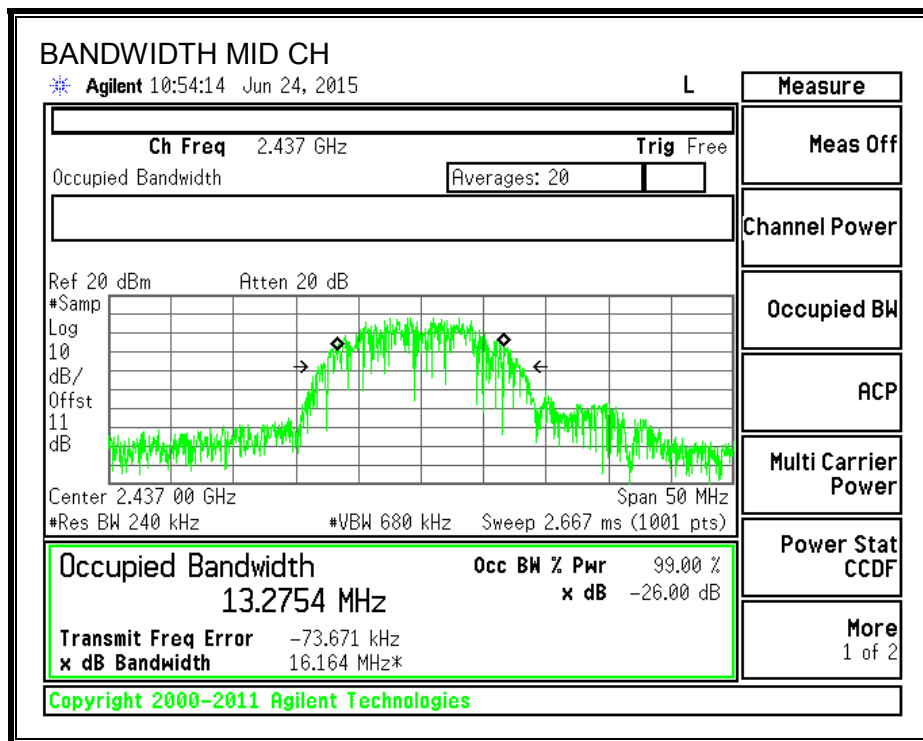 BANDWIDTH MID CH
Agilent 10:54:14 Jun 24, 2015 L
Measure
Ch Freq 2.437 GHz Trig Free
Meas Off
Occupied Bandwidth Averages: 20
Channel Power
Ref 20 dBm Atten 20 dB
#Samp
Log
10
dB/
Offst
11
dB
Occupied BW
ACP
Center 2.437 00 GHz Span 50 MHz
#Res BW 240 kHz #VBW 680 kHz Sweep 2.667 ms (1001 pts)
Multi Carrier
Power
Occupied Bandwidth Occ BW % Pwr 99.00 %
13.2754 MHz x dB -26.00 dB
Power Stat
CCDF
Transmit Freq Error -73.671 kHz
x dB Bandwidth 16.164 MHz*
More
1 of 2
Copyright 2000-2011 Agilent Technologies